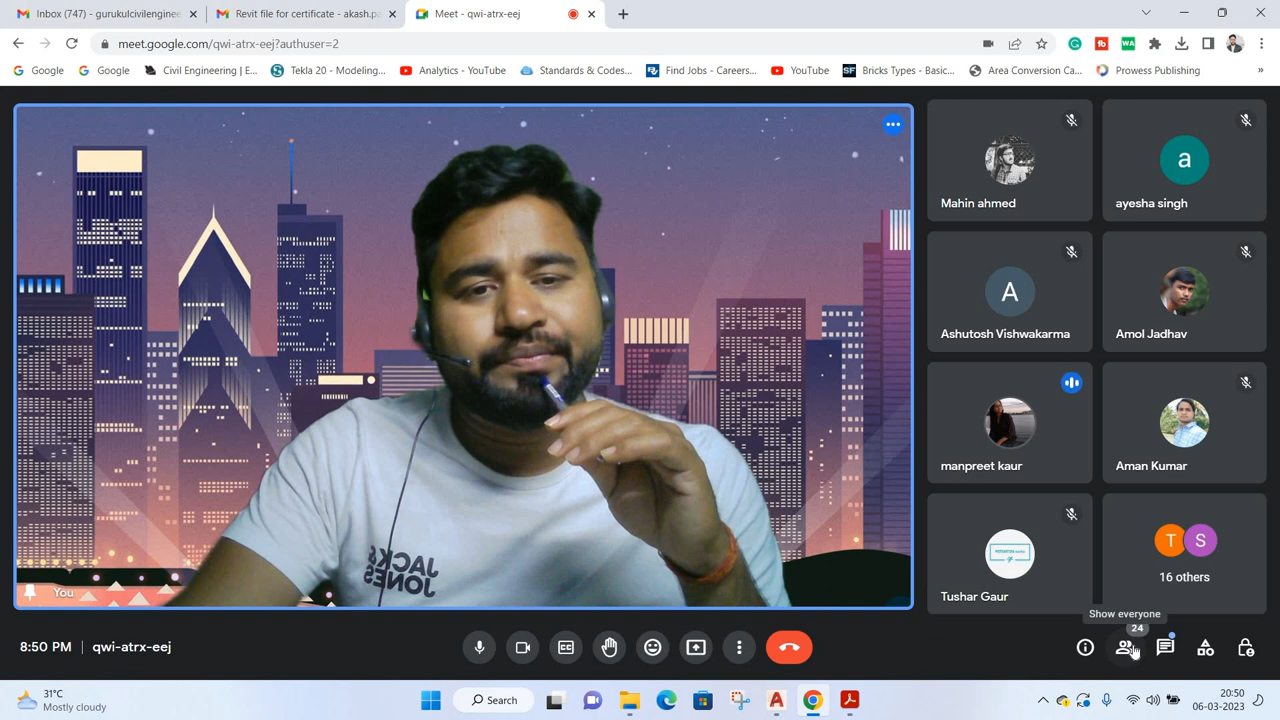 Inbox (747) - gurukulcivilenginee
Revit file for certificate - akash.pa
Meet - qwi-atrx-eej
meet.google.com/qwi-atrx-eej?authuser=2
Google
Google
Civil Engineering | E...
Tekla 20 - Modeling...
Analytics - YouTube
Standards & Codes...
Find Jobs - Careers...
YouTube
Bricks Types - Basic...
Area Conversion Ca...
Prowess Publishing
»
Mahin ahmed
a
ayesha singh
A
Ashutosh Vishwakarma
Amol Jadhav
manpreet kaur
Aman Kumar
Tushar Gaur
T S
16 others
JACK&
JONES
You
Show everyone
24
8:50 PM | qwi-atrx-eej
31°C
Mostly cloudy
Search
20:50
06-03-2023